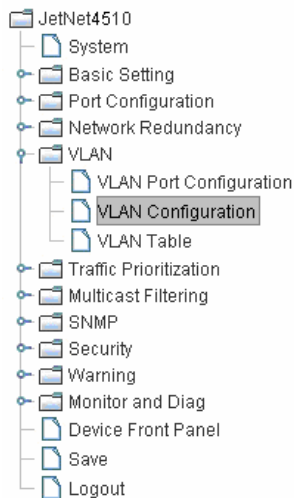 JetNet4510
System
Basic Setting
Port Configuration
Network Redundancy
VLAN
VLAN Port Configuration
VLAN Configuration
VLAN Table
Traffic Prioritization
Multicast Filtering
SNMP
Security
Warning
Monitor and Diag
Device Front Panel
Save
Logout